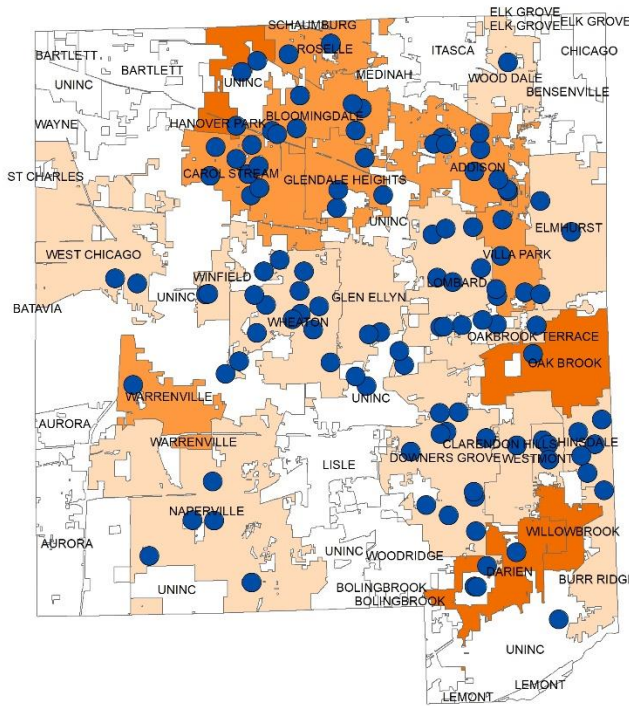 SCHAUMBURG
ELK GROVE
ELK GROVE
ELK GROVE
BARTLETT
ROSELLE
ITASCA
CHICAGO
BARTLETT
MEDINAH
UNINC
UNINC
WOOD DALE
BENSENVILLE
WAYNE
HANOVER PARK
BLOOMINGDALE
ADDISON
ST CHARLES
CAROL STREAM
GLENDALE HEIGHTS
UNINC
ELMHURST
WEST CHICAGO
VILLA PARK
WINFIELD
LOMBARD
BATAVIA
UNINC
GLEN ELLYN
WHEATON
OAKBROOK TERRACE
OAK BROOK
WARRENVILLE
UNINC
AURORA
WARRENVILLE
CLARENDON HILLS
HINSDALE
LISLE
DOWNERS GROVE
WESTMONT
NAPERVILLE
WILLOWBROOK
AURORA
UNINC
WOODRIDGE
DARIEN
BURR RIDGE
UNINC
BOLINGBROOK
BOLINGBROOK
UNINC
LEMONT
LEMONT